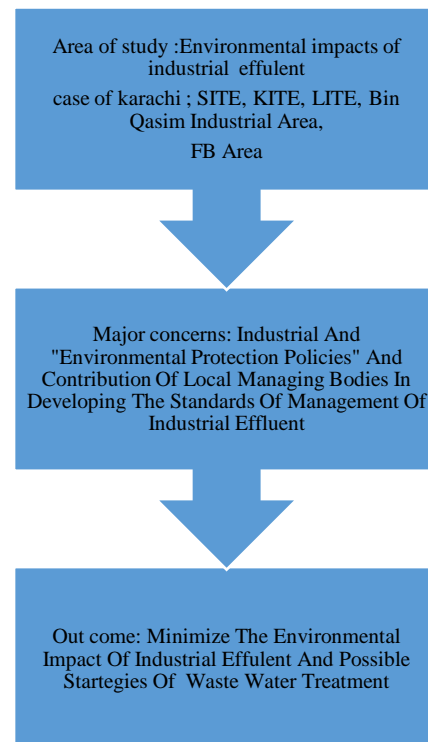 Area of study :Environmental impacts of
industrial effulent
case of karachi ; SITE, KITE, LITE, Bin
Qasim Industrial Area,
FB Area
Major concerns: Industrial And
"Environmental Protection Policies" And
Contribution Of Local Managing Bodies In
Developing The Standards Of Management Of
Industrial Effluent
Out come: Minimize The Environmental
Impact Of Industrial Effulent And Possible
Startegies Of Waste Water Treatment